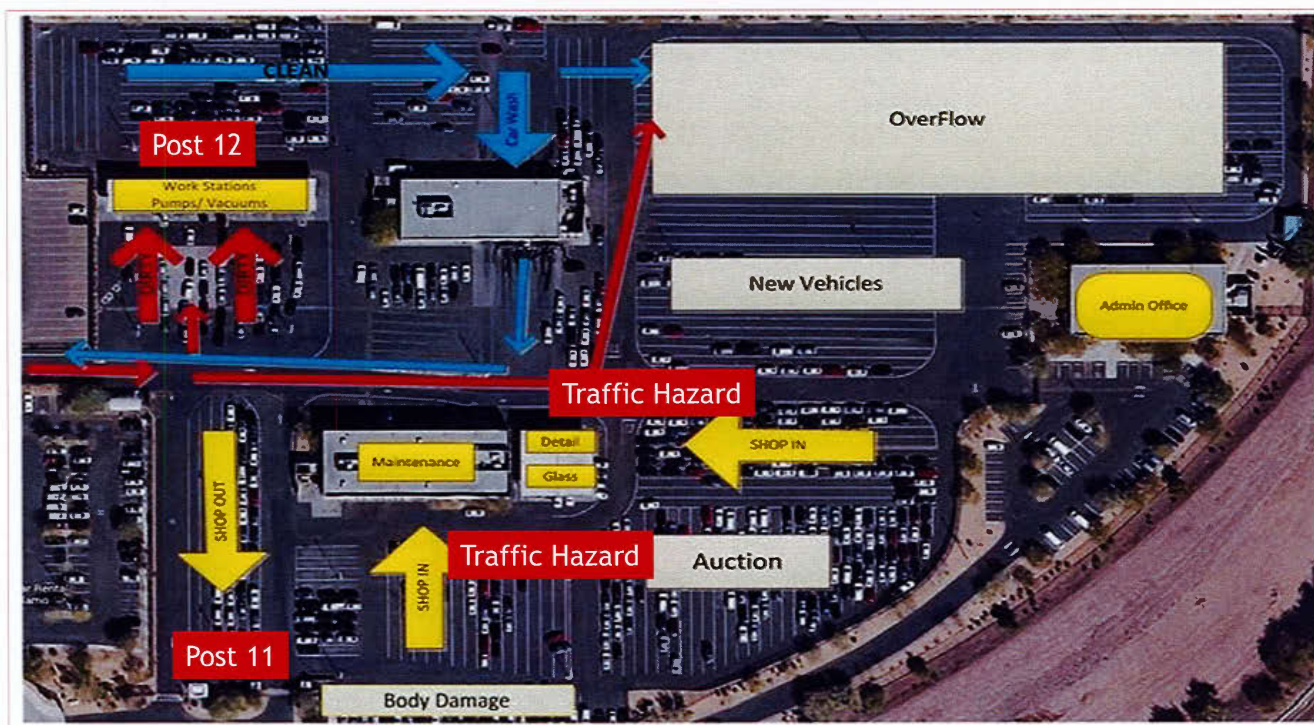 CLEAN
Car Wash
OverFlow
Post 12
Work Stations
Pumps/ Vacuums
DIRTY
DIRTY
New Vehicles
Admin Office
Traffic Hazard
Maintenance
Detail
Glass
SHOP IN
SHOP OUT
SHOP IN
Traffic Hazard
Auction
Post 11
Body Damage